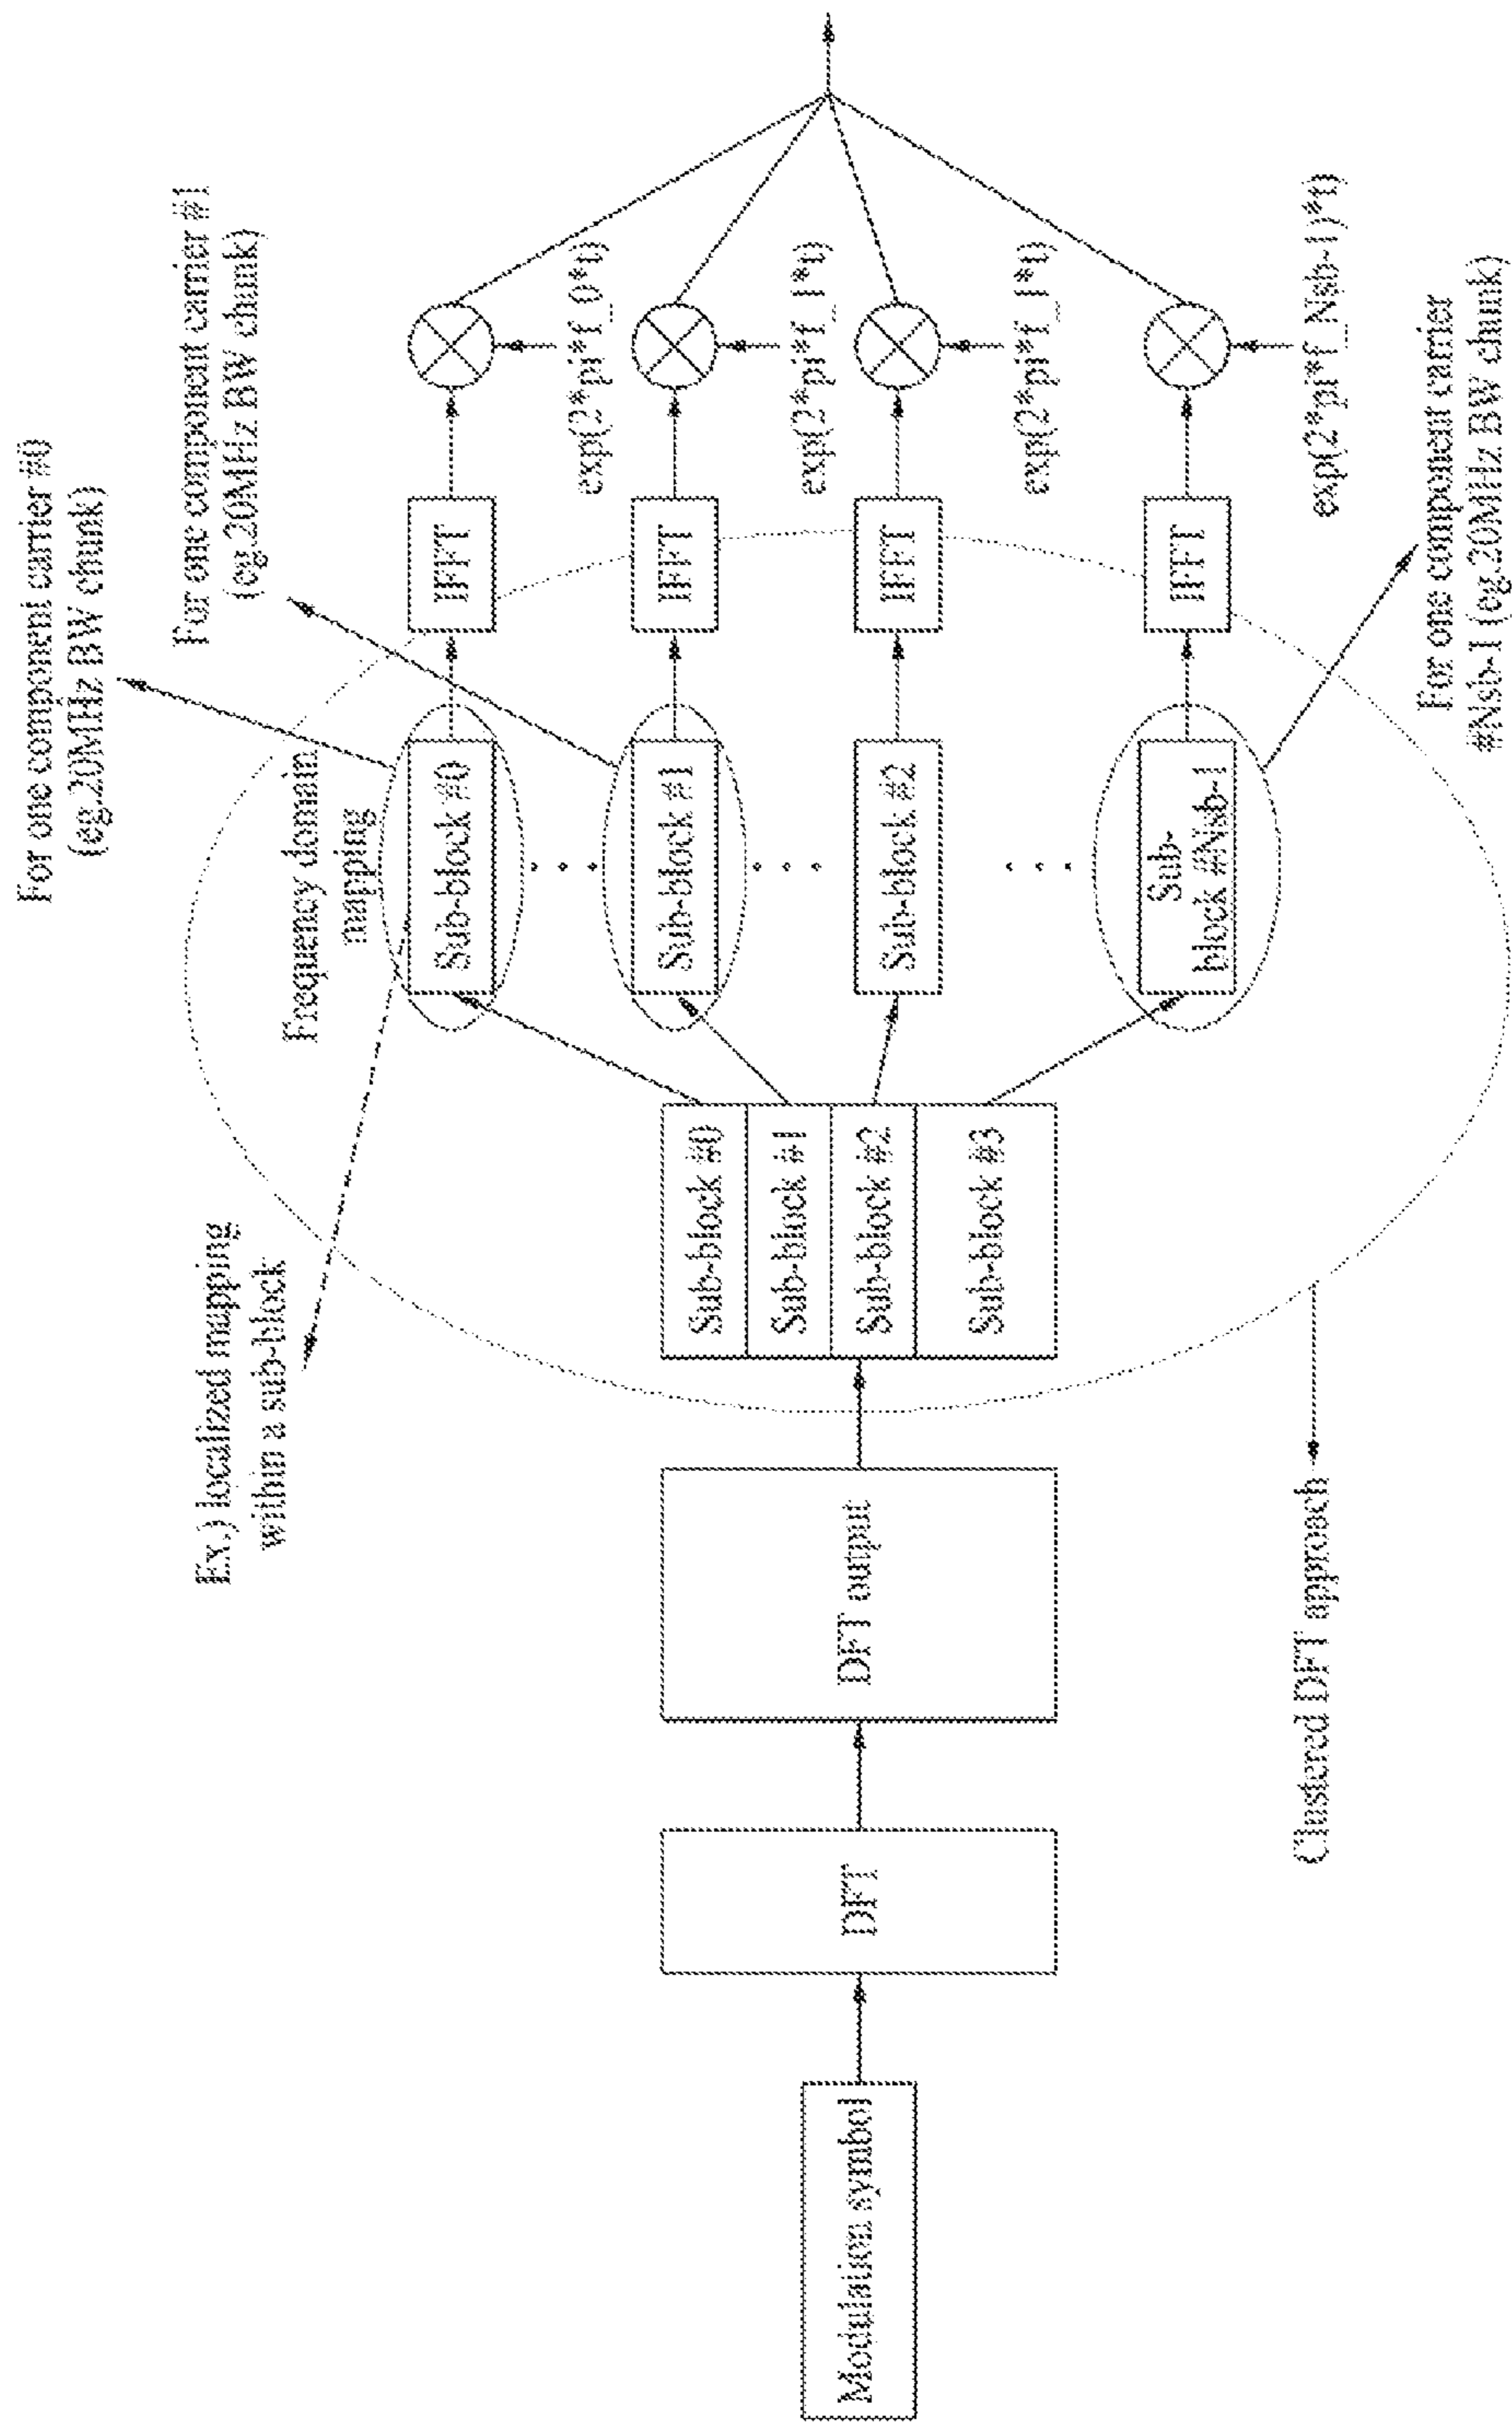 For one component carrier #0
(eg.20MHz BW chunk)
For one component carrier #1
(eg.20MHz BW chunk)
Ex.) localized mapping
within a sub-block
Frequency domain
mapping
Modulation symbol
DFT
DFT output
Sub-block #0
Sub-block #1
Sub-block #2
Sub-block #3
Sub-block #0
IFFT
exp(2*pi*f_0*t)
Sub-block #1
IFFT
exp(2*pi*f_1*t)
Sub-block #2
IFFT
exp(2*pi*f_1*t)
Sub-
block #Nsb-1
IFFT
exp(2*pi*f_Nsb-1)*t)
Clustered DFT approach
For one component carrier
#Nsb-1 (eg.20MHz BW chunk)